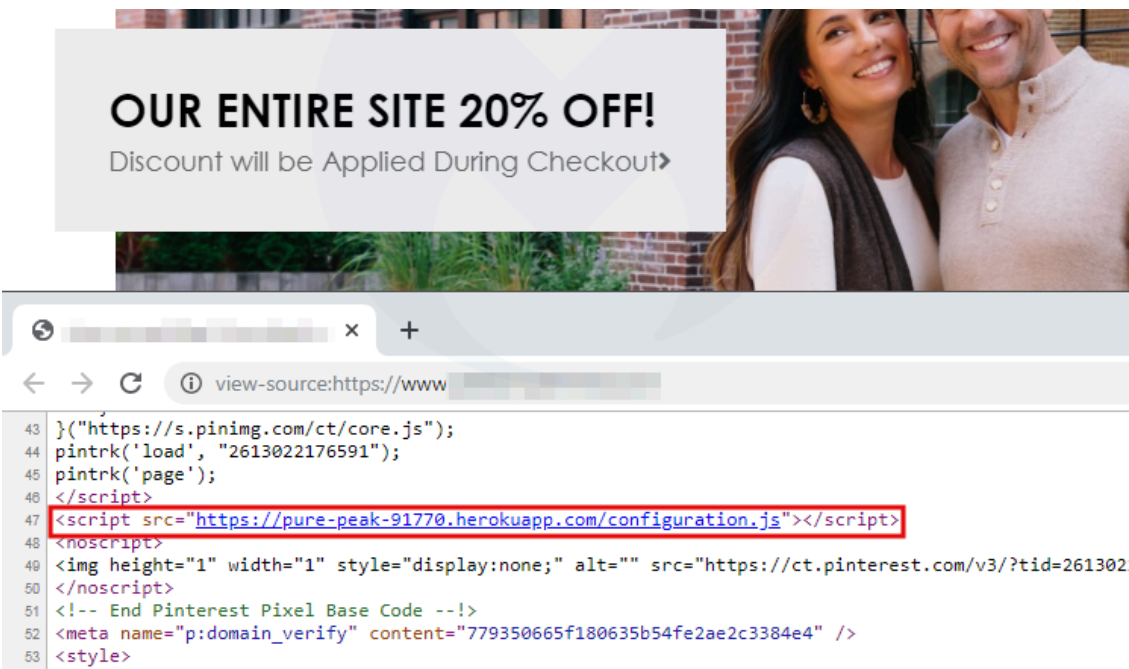 OUR ENTIRE SITE 20% OFF!
Discount will be Applied During Checkout>
view-source:https://www
43 }("https://s.pinimg.com/ct/core.js");
44 pintrk('load', "2613022176591");
45 pintrk('page');
46 </script>
47 <script src="https://pure-peak-91770.herokuapp.com/configuration.js"></script>
48 <noscript>
49 <img height="1" width="1" style="display:none;" alt="" src="https://ct.pinterest.com/v3/?tid=261302
50 </noscript>
51 <!-- End Pinterest Pixel Base Code --!>
52 <meta name="p:domain_verify" content="779350665f180635b54fe2ae2c3384e4" />
53 <style>